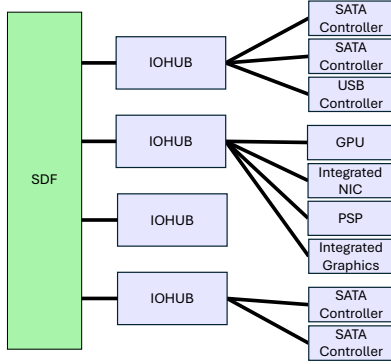 SDF
IOHUB
SATA
Controller
SATA
Controller
USB
Controller
IOHUB
GPU
Integrated
NIC
PSP
Integrated
Graphics
IOHUB
IOHUB
SATA
Controller
SATA
Controller